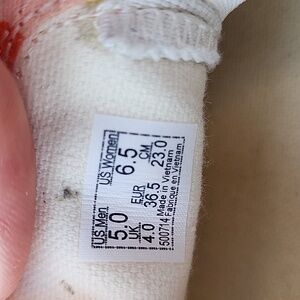 US Men US Women
5.0 6.5
UK EUR CM
4.0 36.5 23.0
500714 Made in Vietnam
Fabriqué en Vietnam